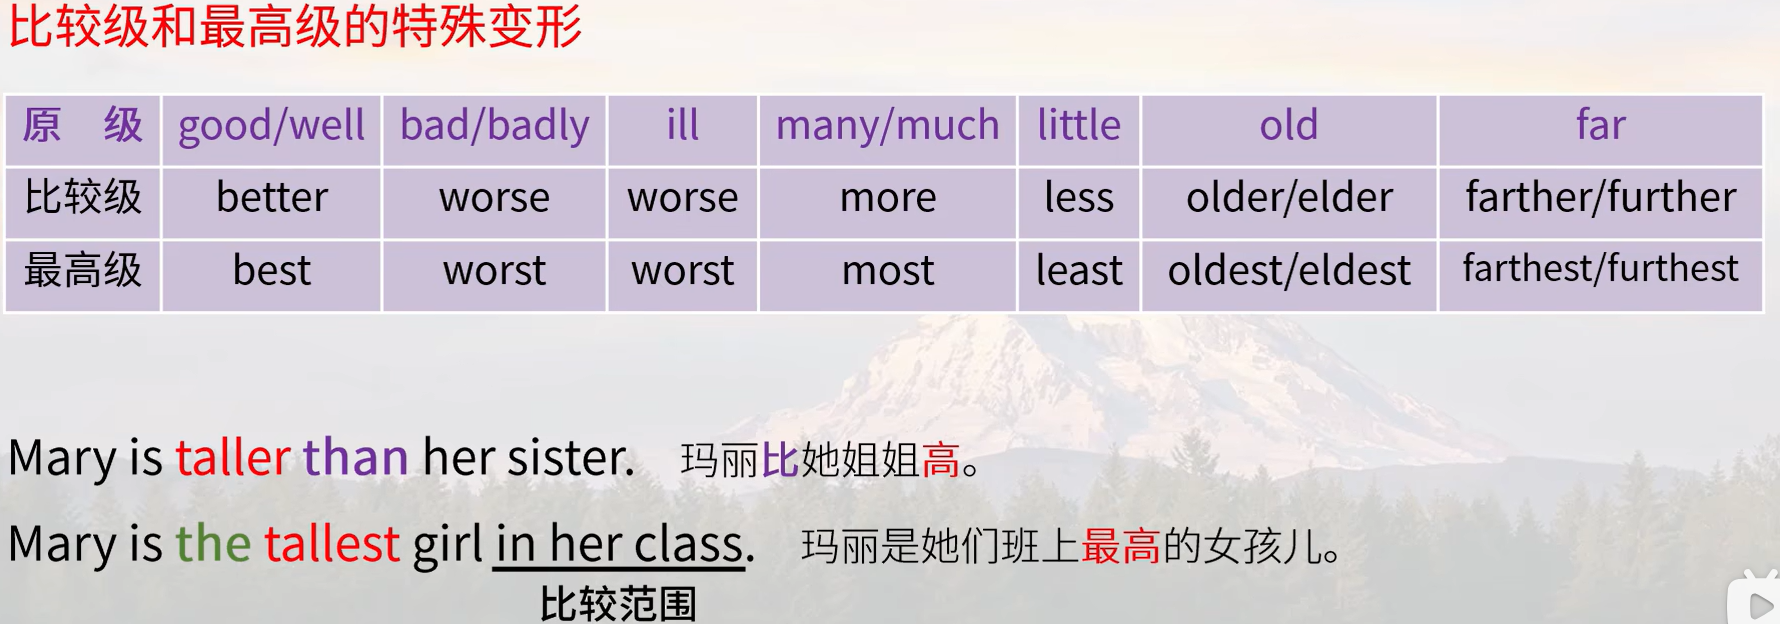 比较级和最高级的特殊变形
原 级 good/well bad/badly ill many/much little old far
比较级 better worse worse more less older/elder farther/further
最高级 best worst worst most least oldest/eldest farthest/furthest
Mary is taller than her sister. 玛丽比她姐姐高。
Mary is the tallest girl in her class. 玛丽是她们班上最高的女孩儿。
比较范围